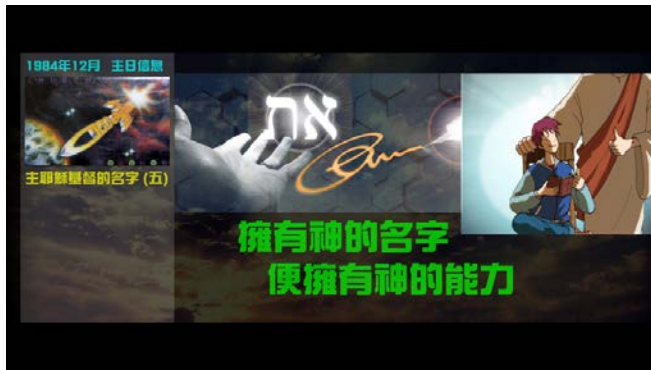 1984年12月 主日信息
主耶穌基督的名字 (五)
את
擁有神的名字
便擁有神的能力